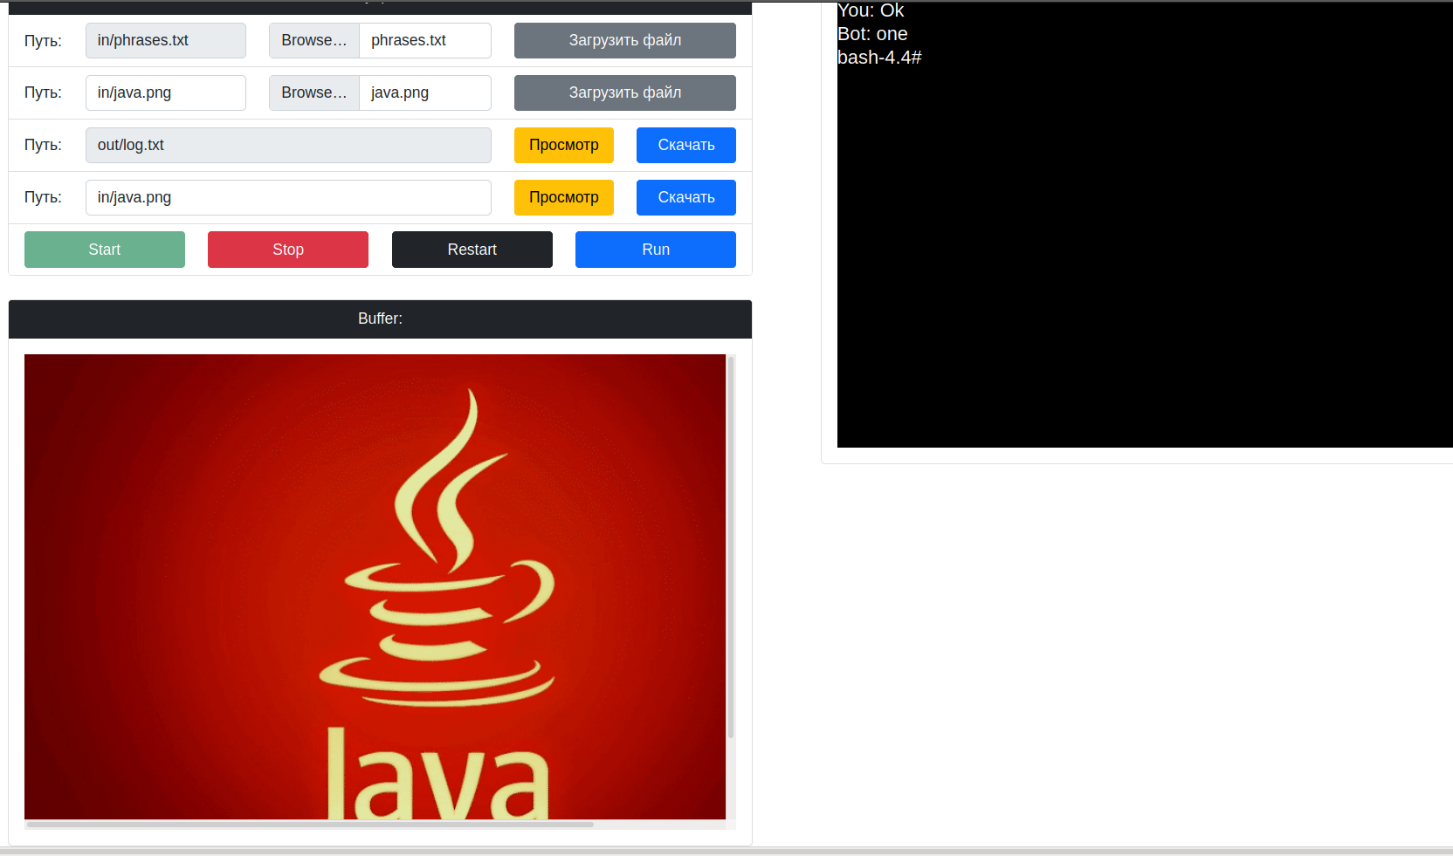 Путь: in/phrases.txt Browse… phrases.txt Загрузить файл
Путь: in/java.png Browse… java.png Загрузить файл
Путь: out/log.txt Просмотр Скачать
Путь: in/java.png Просмотр Скачать
Start Stop Restart Run
Buffer:
Java
You: Ok
Bot: one
bash-4.4#